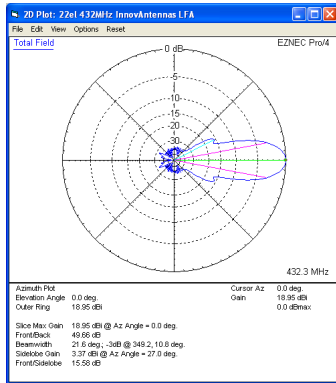 2D Plot: 22el 432MHz InnovAntennas LFA
File Edit View Options Reset
Total Field
EZNEC Pro/4
0 dB
-5
-10
-15
-20
-30
432.3 MHz
Azimuth Plot Cursor Az 0.0 deg.
Elevation Angle 0.0 deg. Gain 18.95 dBi
Outer Ring 18.95 dBi 0.0 dBmax
Slice Max Gain 18.95 dBi @ Az Angle = 0.0 deg.
Front/Back 49.66 dB
Beamwidth 21.6 deg.; -3dB @ 349.2, 10.8 deg.
Sidelobe Gain 3.37 dBi @ Az Angle = 27.0 deg.
Front/Sidelobe 15.58 dB